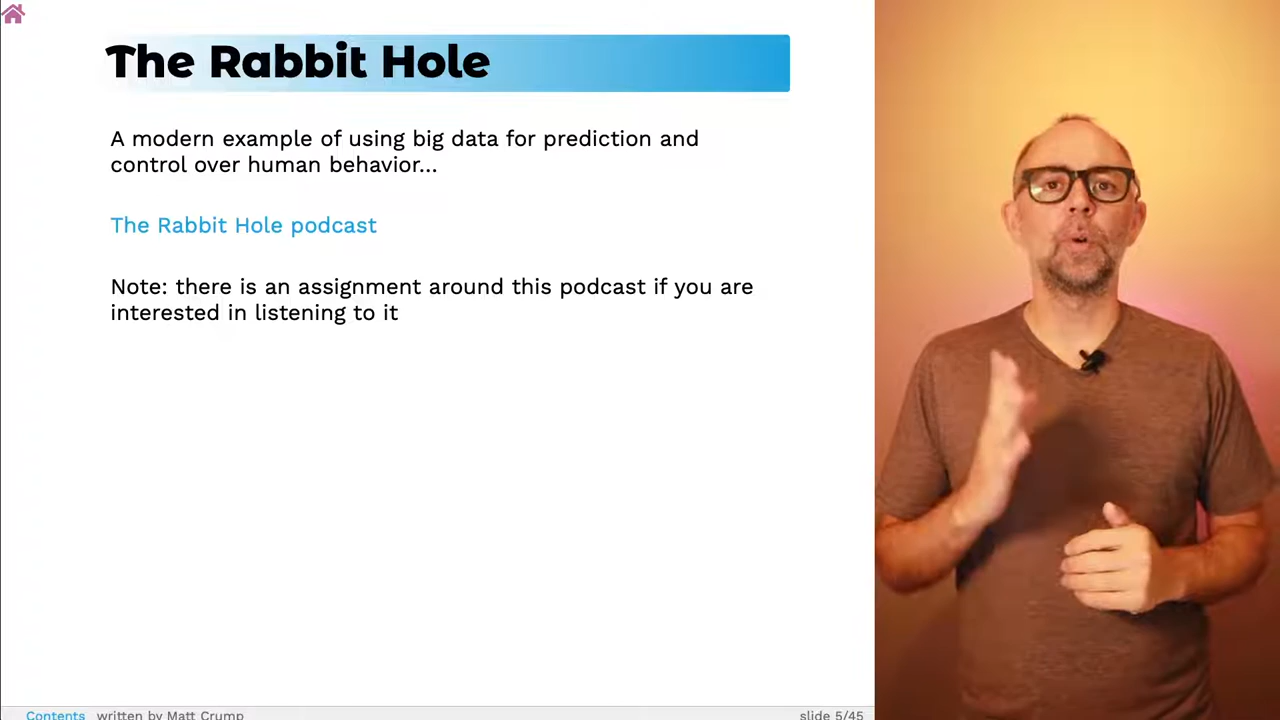 The Rabbit Hole
A modern example of using big data for prediction and
control over human behavior...
The Rabbit Hole podcast
Note: there is an assignment around this podcast if you are
interested in listening to it
Contents written by Matt Crump
slide 5/45